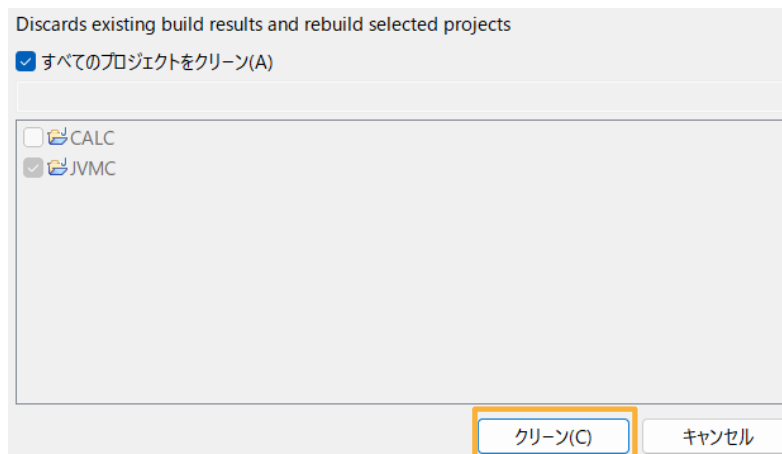 Discards existing build results and rebuild selected projects
すべてのプロジェクトをクリーン(A)
CALC
JVMC
クリーン(C)
キャンセル